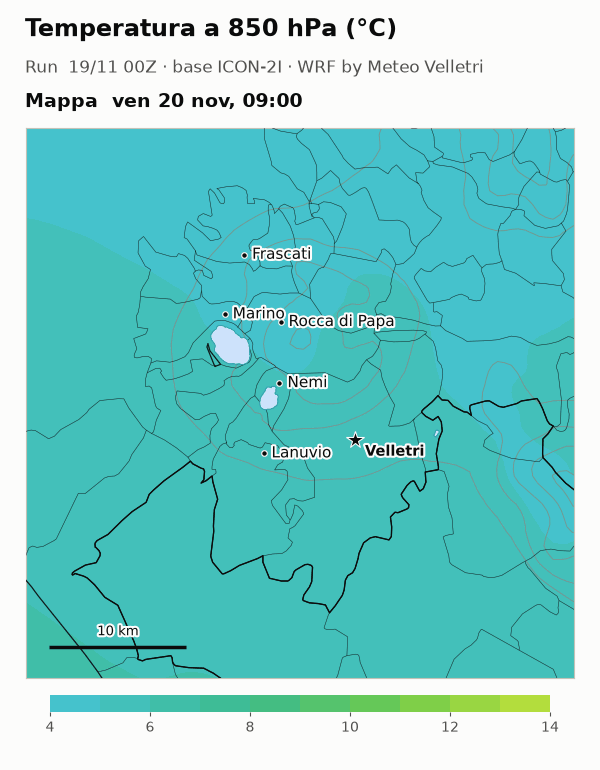 Temperatura a 850 hPa (°C)
Run  19/11 00Z · base ICON-2I · WRF by Meteo Velletri
Mappa  ven 20 nov, 09:00
Frascati
Marino
Rocca di Papa
Nemi
Velletri
Lanuvio
10 km
4 6 8 10 12 14